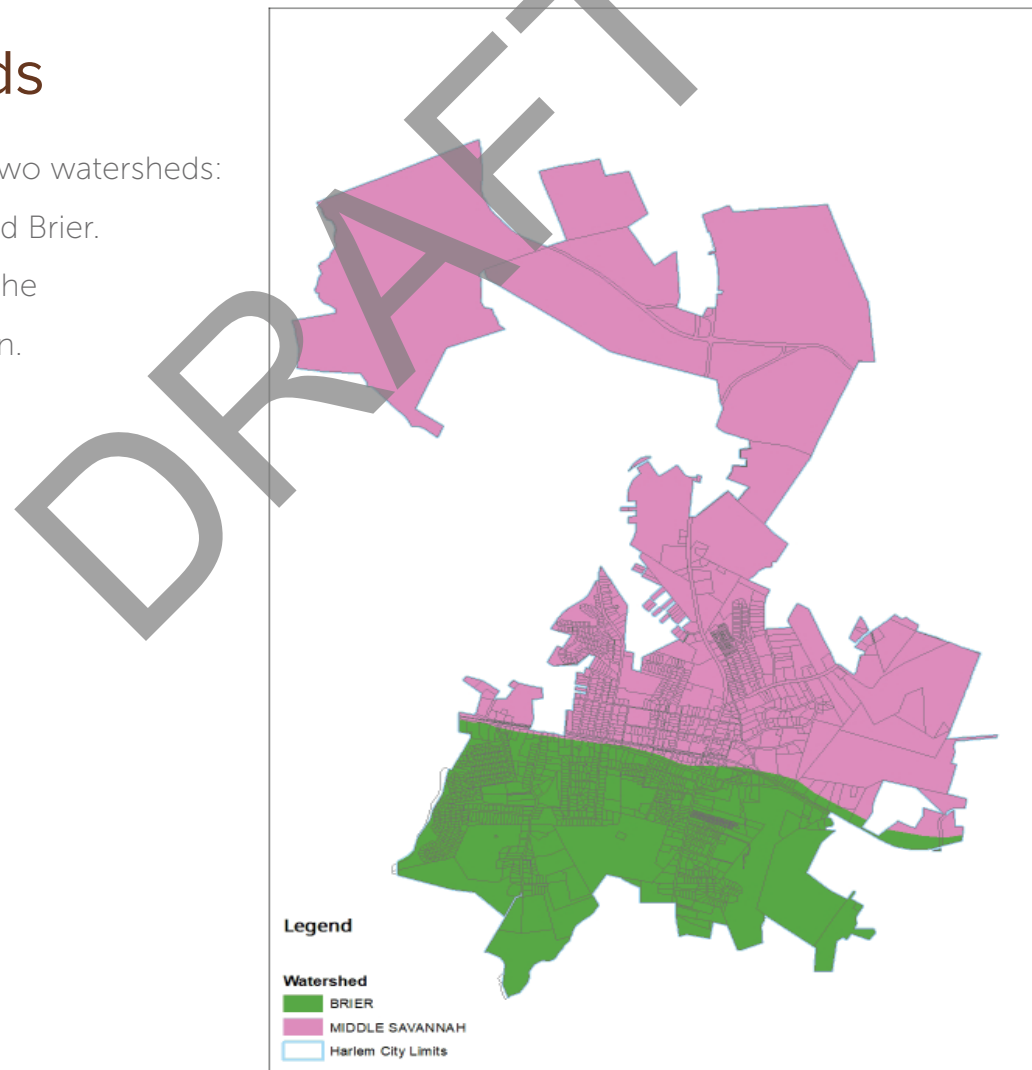 ds
wo watersheds:
d Brier.
he
n.
DRAFT
Legend
Watershed
BRIER
MIDDLE SAVANNAH
Harlem City Limits